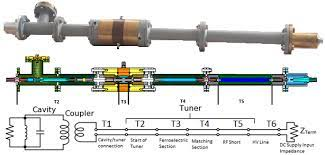 T2 T3 T4 T5
Tuner
Cavity Coupler T1 T2 T3 T4 T5 T6 ZTerm
Cavity/tuner connection Start of Tuner Ferroelectric Section Matching Section RF Short HV Line DC Supply Input Impedance